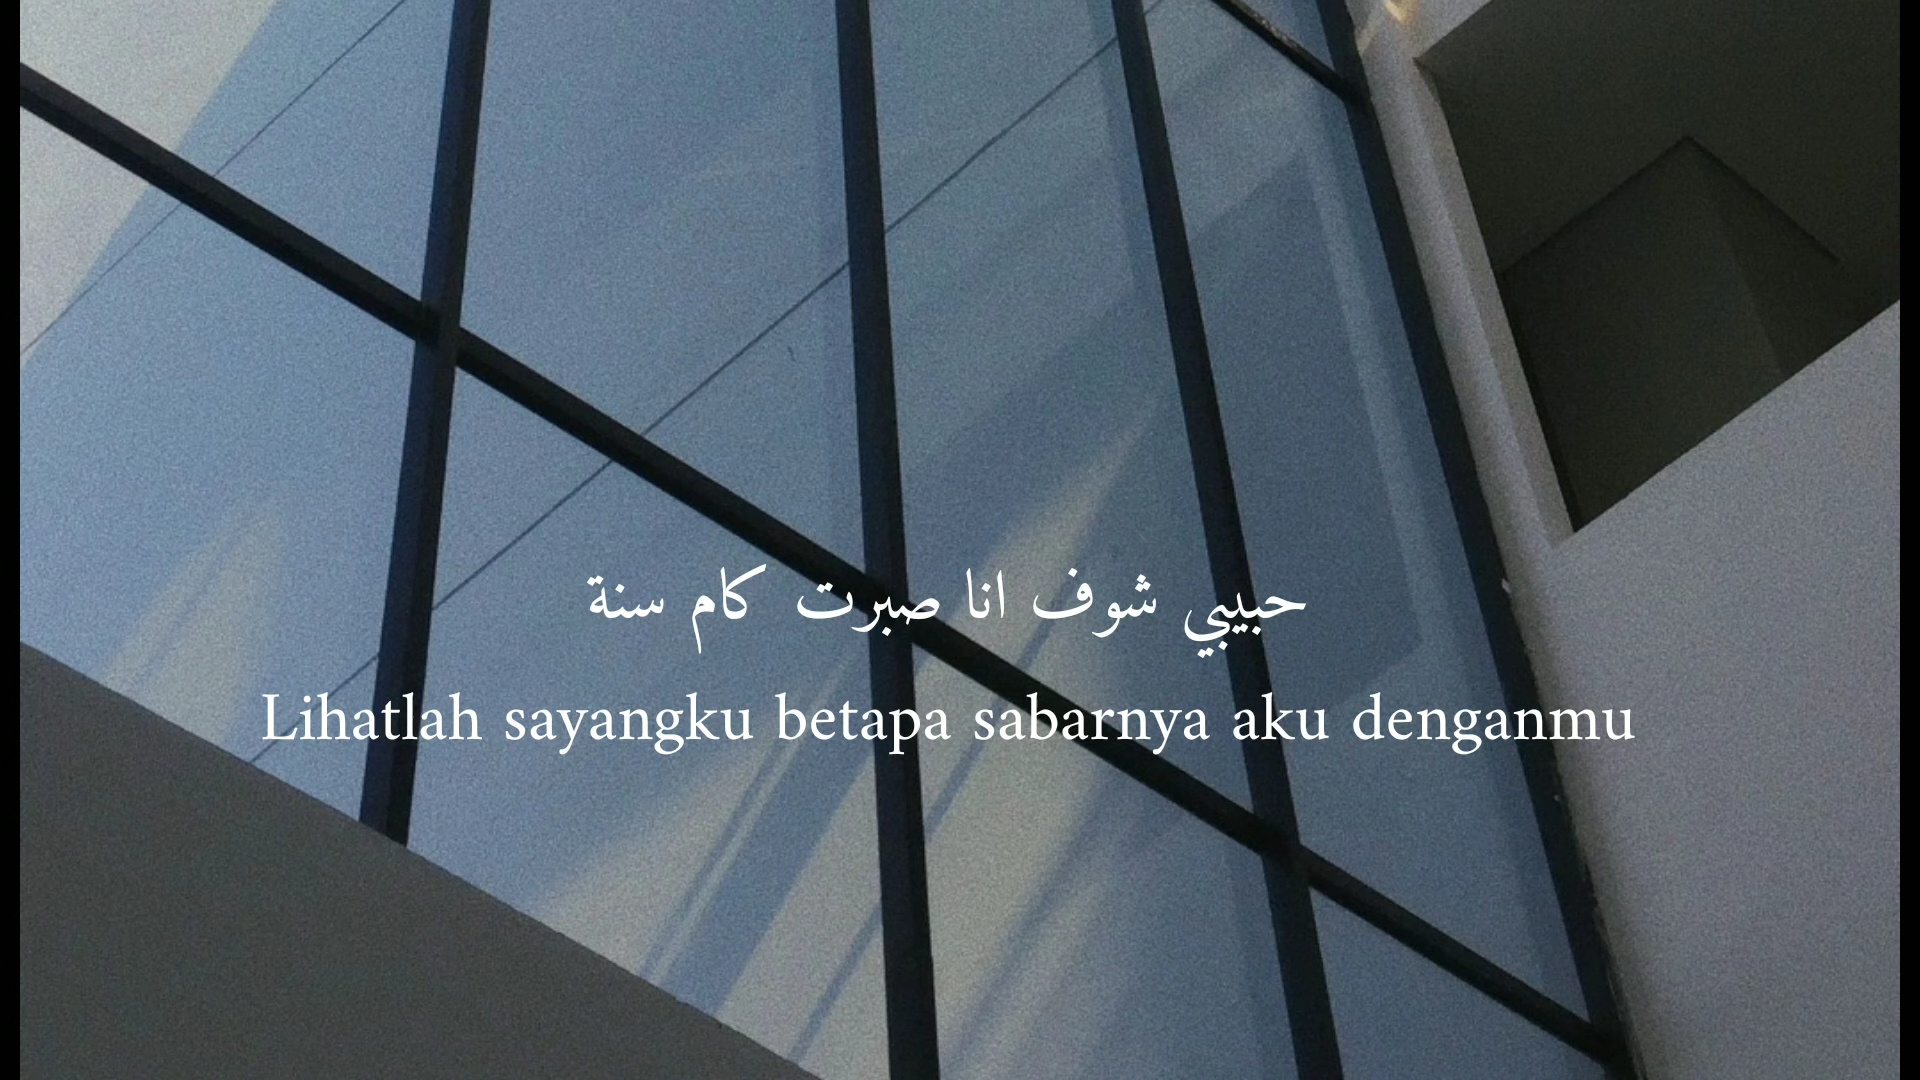 حبيبي شوف انا صبرت كام سنة
Lihatlah sayangku betapa sabarnya aku denganmu